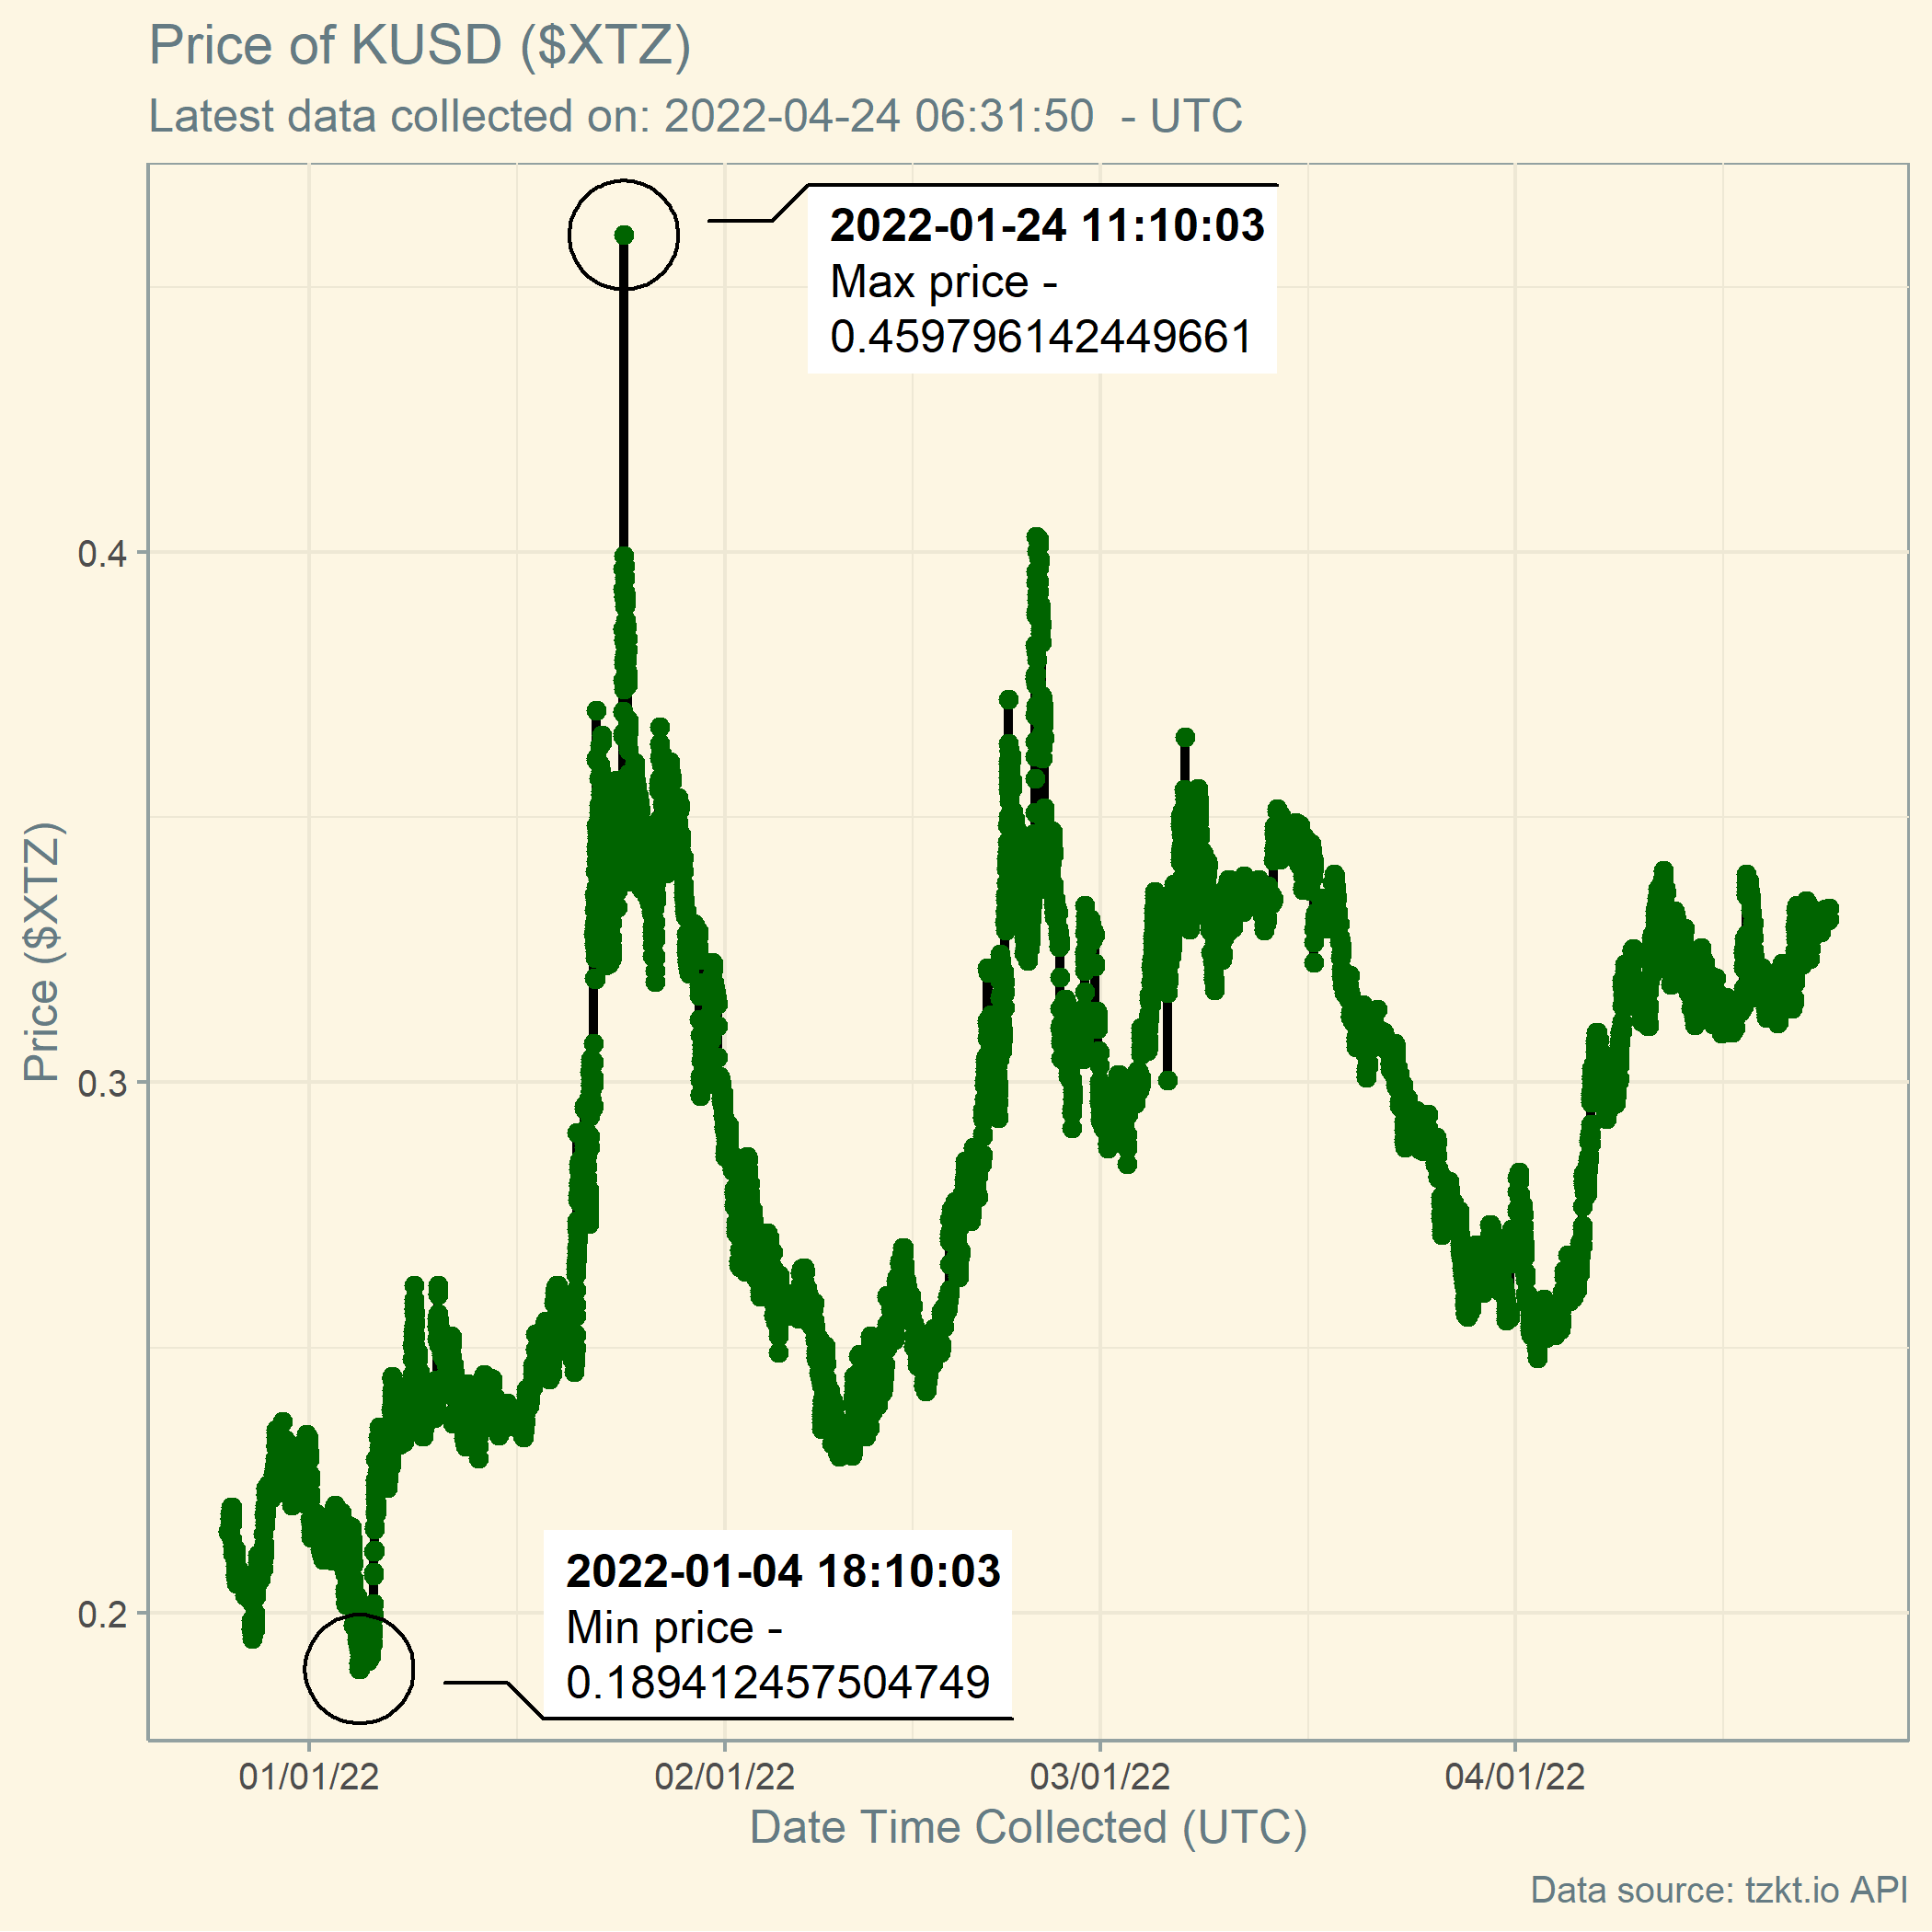 Price of KUSD ($XTZ)
Latest data collected on: 2022-04-24 06:31:50  - UTC
2022-01-24 11:10:03
Max price -
0.459796142449661
0.4
0.3
0.2
Price ($XTZ)
2022-01-04 18:10:03
Min price -
0.189412457504749
01/01/22
02/01/22
03/01/22
04/01/22
Date Time Collected (UTC)
Data source: tzkt.io API